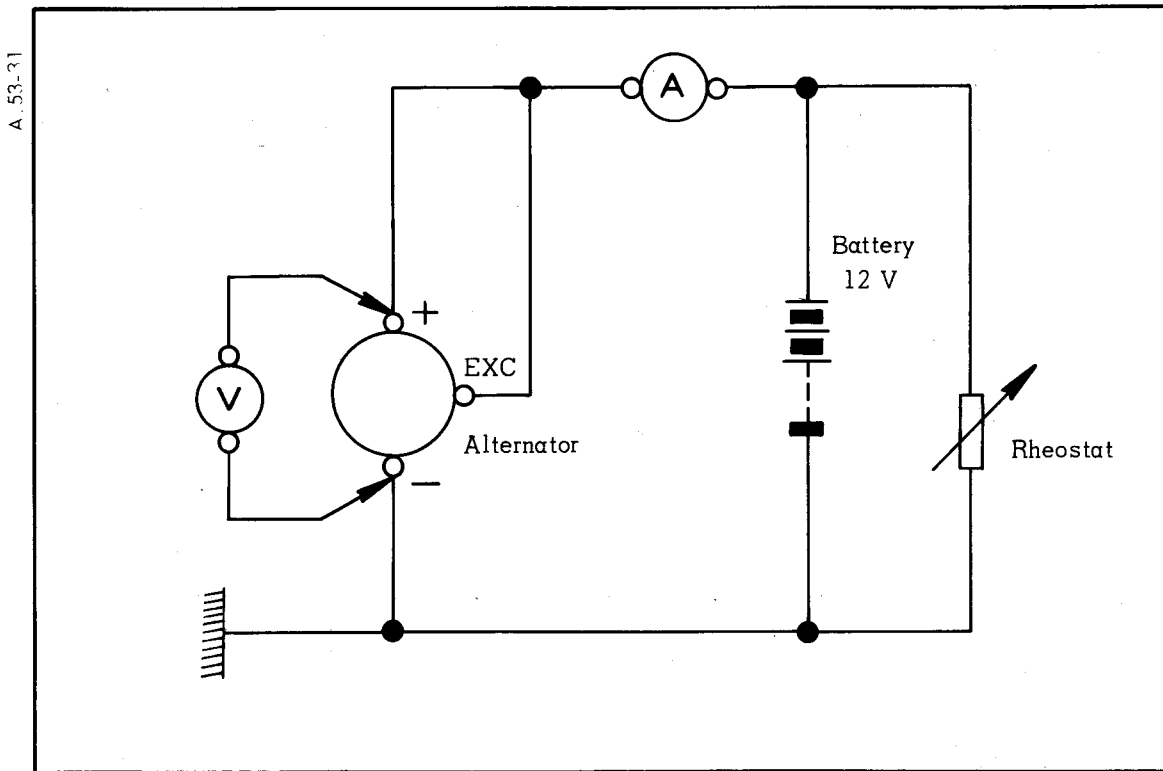 A. 53-31
A
Battery
12 V
+
EXC
V
Alternator
Rheostat
−